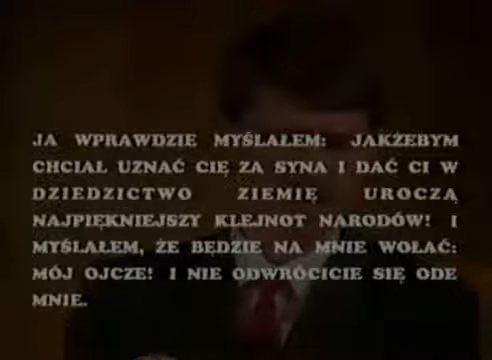 JA WPRAWDZIE MYŚLAŁEM: JAKŻEBYM
CHCIAŁ UZNAĆ CIĘ ZA SYNA I DAĆ CI W
DZIEDZICTWO ZIEMIĘ UROCZĄ
NAJPIĘKNIEJSZY KLEJNOT NARODÓW! I
MYŚLAŁEM, ŻE BĘDZIE NA MNIE WOŁAĆ:
MÓJ OJCZE! I NIE ODWRÓCICIE SIĘ ODE
MNIE.